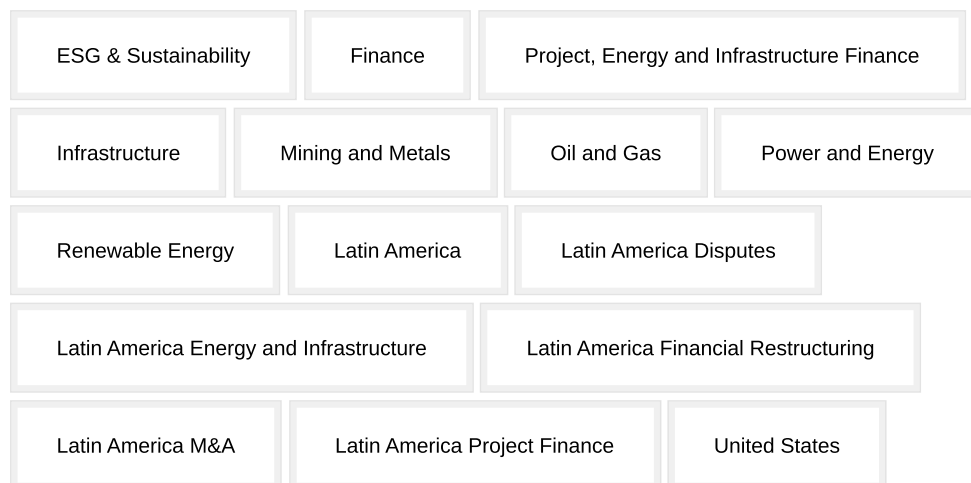 ESG & Sustainability Finance Project, Energy and Infrastructure Finance
Infrastructure Mining and Metals Oil and Gas Power and Energy
Renewable Energy Latin America Latin America Disputes
Latin America Energy and Infrastructure Latin America Financial Restructuring
Latin America M&A Latin America Project Finance United States